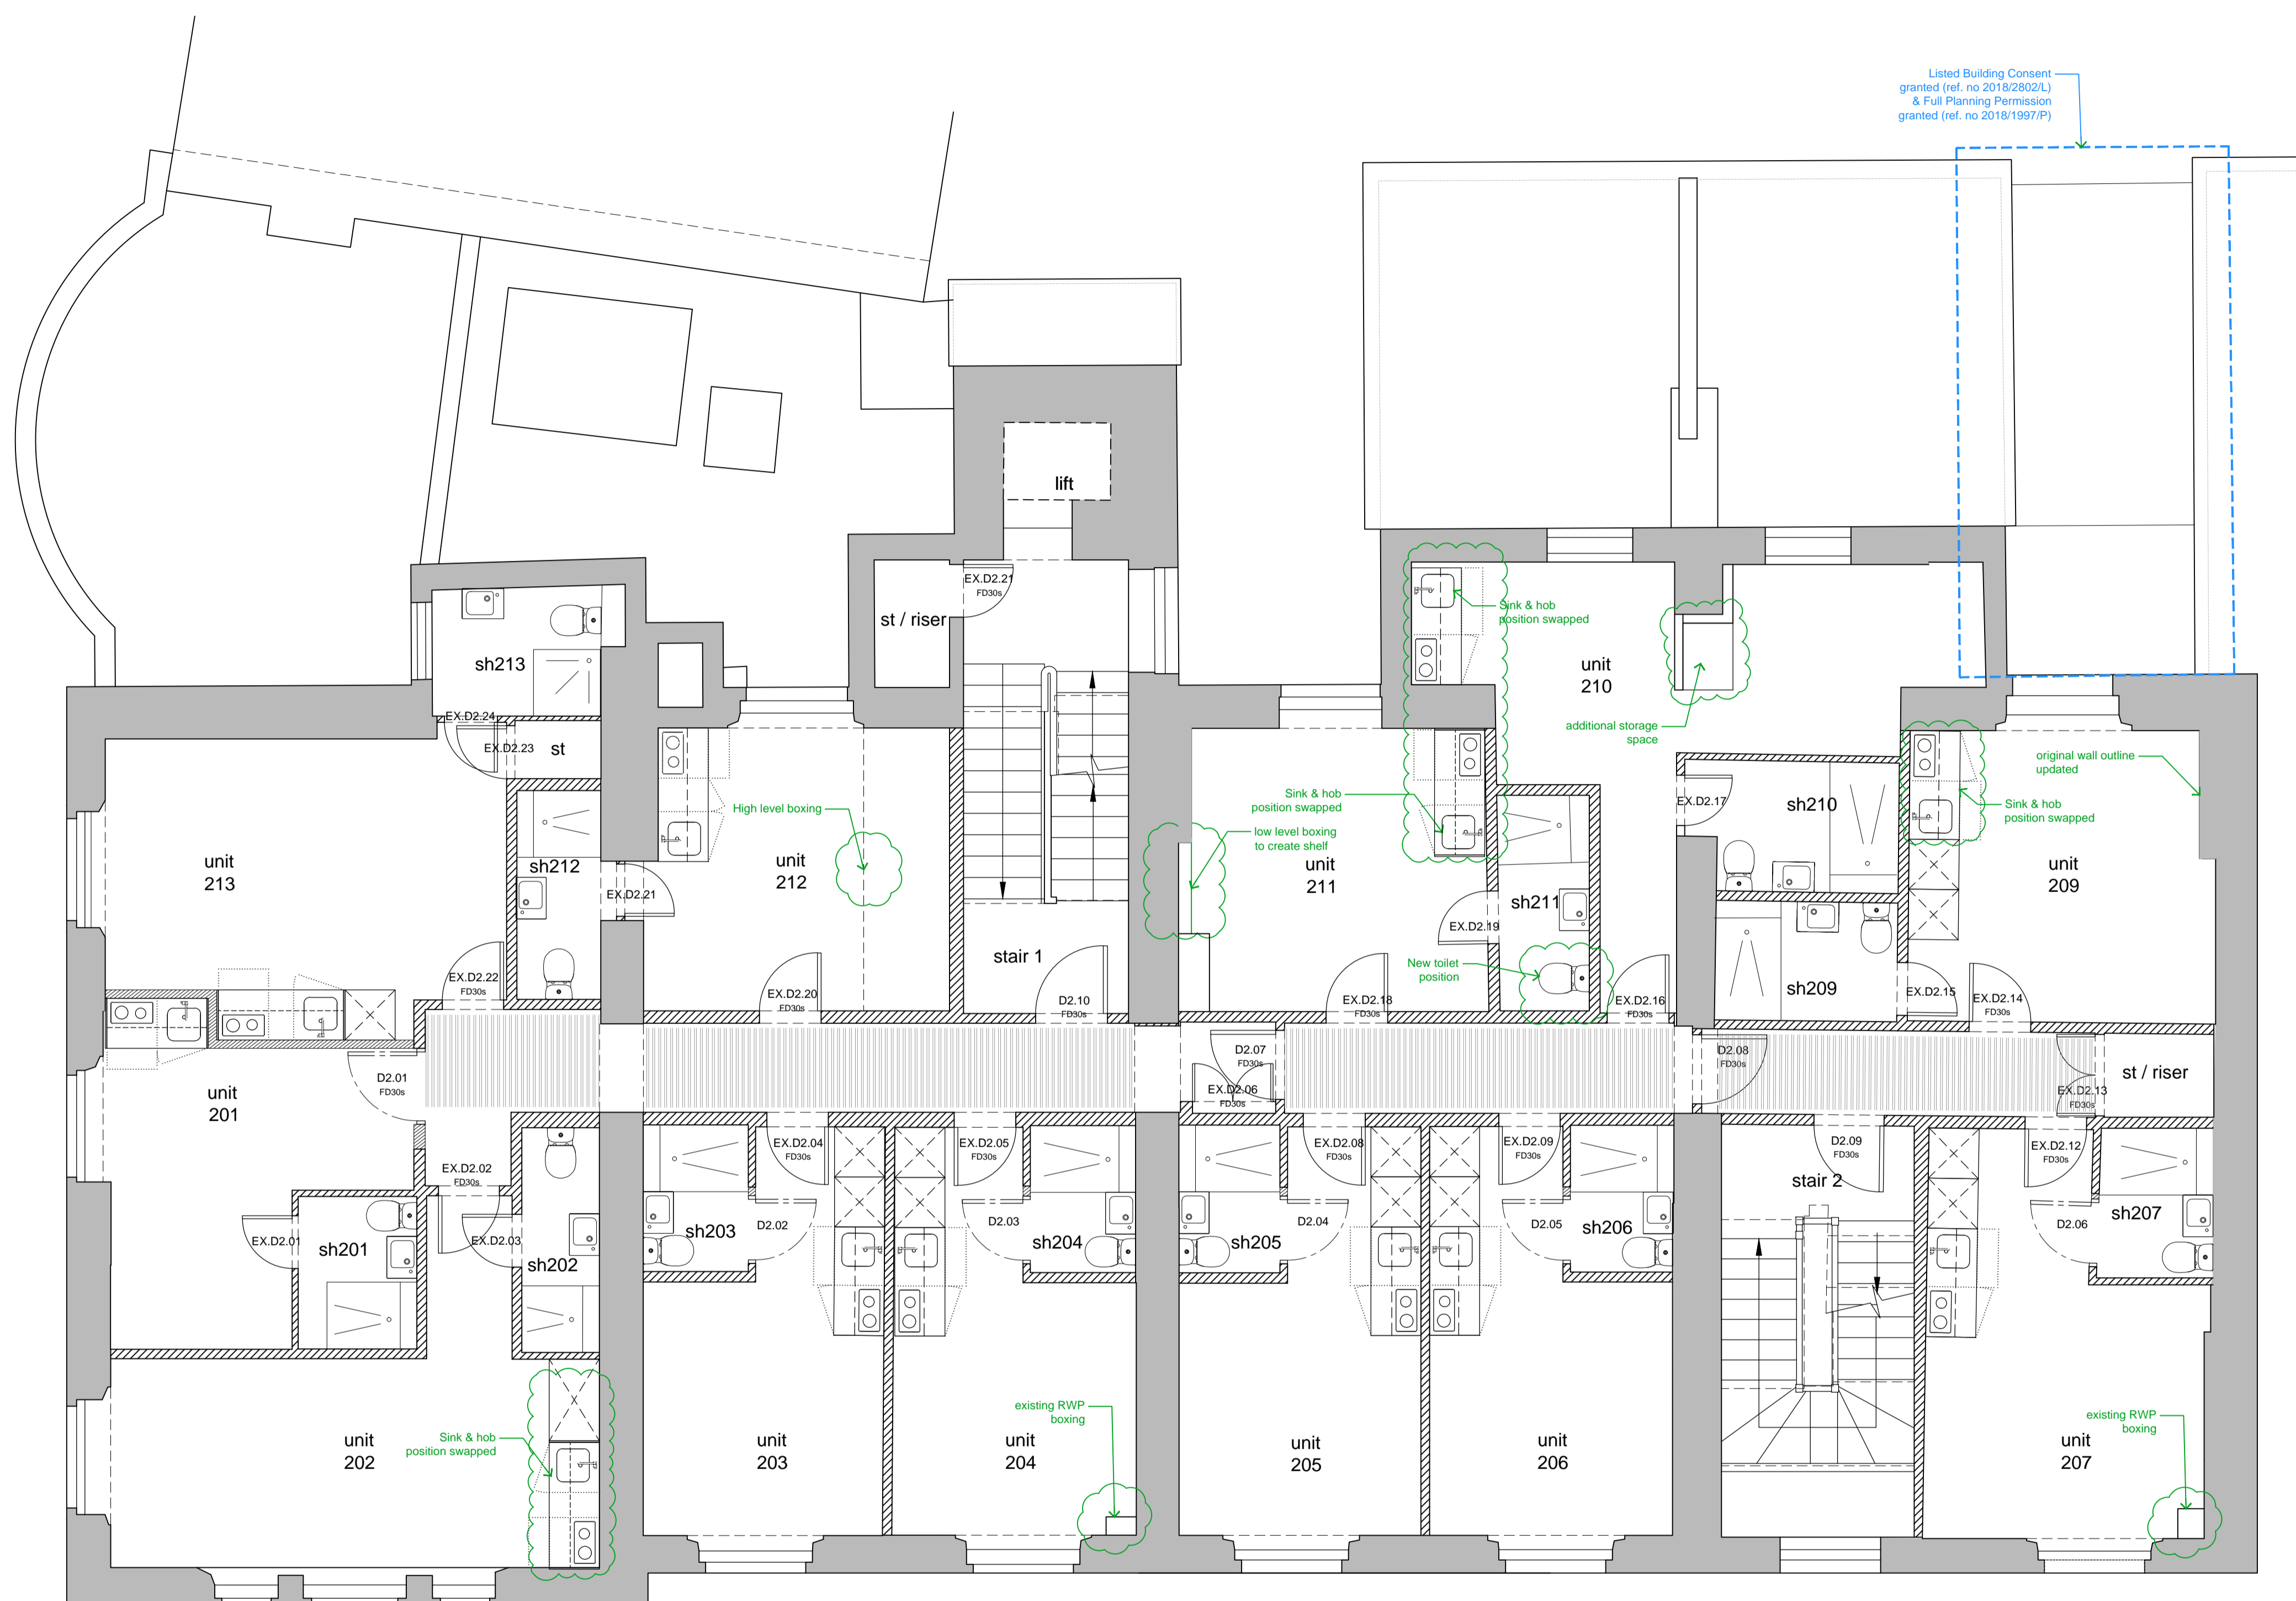 Listed Building Consent
granted (ref. no 2018/2802/L)
& Full Planning Permission
granted (ref. no 2018/1997/P)
lift
EX.D2.21
FD30s
st / riser
Sink & hob
position swapped
sh213
unit
210
EX.D2.24
EX.D2.23
st
additional storage
space
original wall outline
updated
High level boxing
Sink & hob
position swapped
EX.D2.17
sh210
Sink & hob
position swapped
low level boxing
to create shelf
unit
213
sh212
unit
212
unit
211
unit
209
EX.D2.21
sh211
EX.D2.19
stair 1
New toilet
position
EX.D2.22
FD30s
EX.D2.20
FD30s
D2.10
FD30s
EX.D2.18
FD30s
EX.D2.16
FD30s
sh209
EX.D2.15
EX.D2.14
FD30s
D2.01
FD30s
D2.07
FD30s
D2.08
FD30s
st / riser
unit
201
EX.D2.06
FD30s
EX.D2.13
FD30s
EX.D2.02
FD30s
EX.D2.04
FD30s
EX.D2.05
FD30s
EX.D2.08
FD30s
EX.D2.09
FD30s
D2.09
FD30s
EX.D2.12
FD30s
stair 2
EX.D2.01
sh201
EX.D2.03
sh202
sh203
D2.02
D2.03
sh204
sh205
D2.04
D2.05
sh206
D2.06
sh207
existing RWP
boxing
existing RWP
boxing
unit
202
Sink & hob
position swapped
unit
203
unit
204
unit
205
unit
206
unit
207